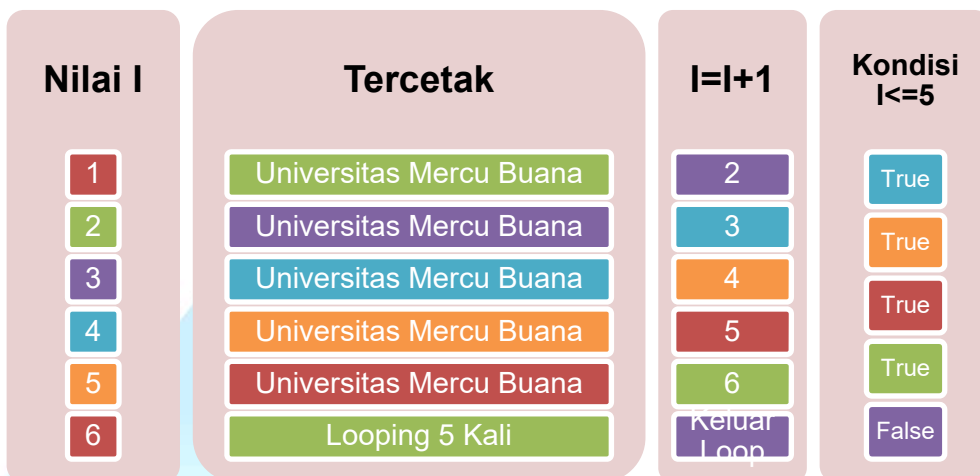 Nilai I
Tercetak
I=I+1
Kondisi
I<=5
1
Universitas Mercu Buana
2
True
2
Universitas Mercu Buana
3
True
3
Universitas Mercu Buana
4
True
4
Universitas Mercu Buana
5
True
5
Universitas Mercu Buana
6
False
6
Looping 5 Kali
Keluar
Loop